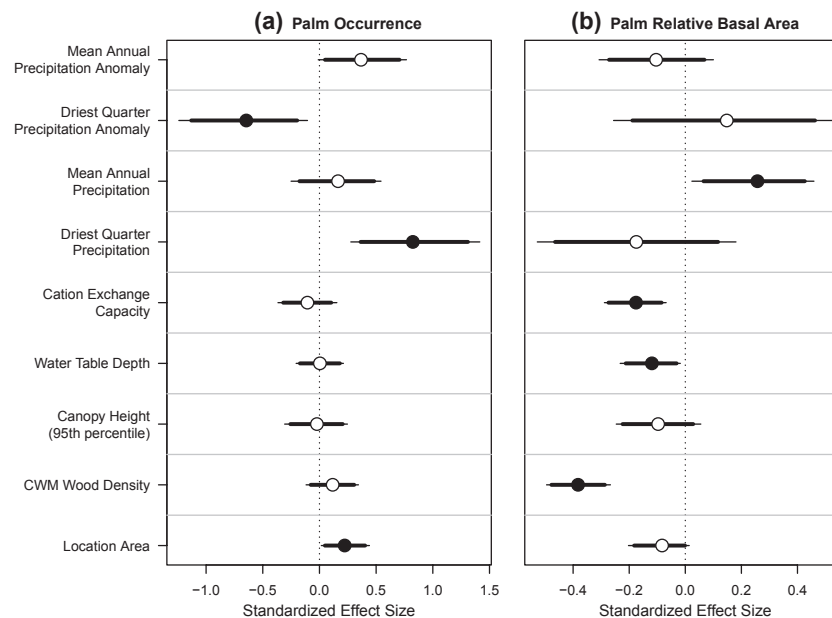 (a) Palm Occurrence
(b) Palm Relative Basal Area
Mean Annual
Precipitation Anomaly
Driest Quarter
Precipitation Anomaly
Mean Annual
Precipitation
Driest Quarter
Precipitation
Cation Exchange
Capacity
Water Table Depth
Canopy Height
(95th percentile)
CWM Wood Density
Location Area
−1.0 −0.5 0.0 0.5 1.0 1.5
Standardized Effect Size
−0.4 −0.2 0.0 0.2 0.4
Standardized Effect Size